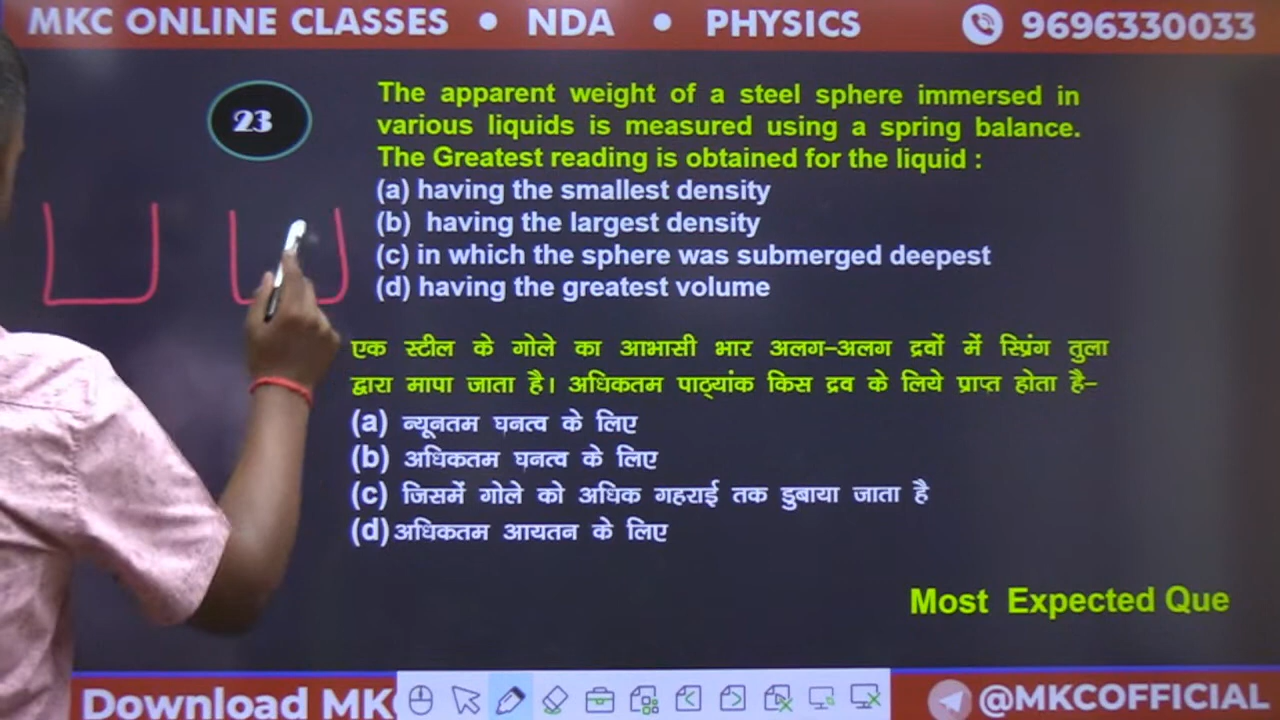 MKC ONLINE CLASSES • NDA • PHYSICS 9696330033
23
The apparent weight of a steel sphere immersed in
various liquids is measured using a spring balance.
The Greatest reading is obtained for the liquid :
(a) having the smallest density
(b) having the largest density
(c) in which the sphere was submerged deepest
(d) having the greatest volume
एक स्टील के गोले का आभासी भार अलग-अलग द्रवों में स्प्रिंग तुला
द्वारा मापा जाता है। अधिकतम पाठ्यांक किस द्रव के लिये प्राप्त होता है-
(a) न्यूनतम घनत्व के लिए
(b) अधिकतम घनत्व के लिए
(c) जिसमें गोले को अधिक गहराई तक डुबाया जाता है
(d) अधिकतम आयतन के लिए
Most Expected Que
Download MK
@MKCOFFICIAL